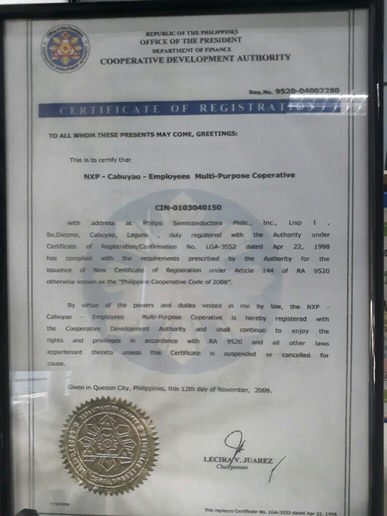 REPUBLIC OF THE PHILIPPINES
OFFICE OF THE PRESIDENT
DEPARTMENT OF FINANCE
COOPERATIVE DEVELOPMENT AUTHORITY
Reg.No. 9520-04002280
CERTIFICATE OF REGISTRATION
TO ALL WHOM THESE PRESENTS MAY COME, GREETINGS:
This is to certify that
NXP - Cabuyao - Employees Multi-Purpose Coperative
CIN-0103040150
with address at Philips Semiconductors Phils., Inc., Lisp I ,
Bo.Diezmo, Cabuyao, Laguna , duly registered with the Authority under
Certificate of Registration/Confirmation No. LGA-3552 dated Apr 22, 1998
has complied with the requirements prescribed by the Authority for the
issuance of New Certificate of Registration under Article 144 of RA 9520
otherwise known as the "Philippine Cooperative Code of 2008".
By virtue of the powers and duties vested in me by law, the NXP -
Cabuyao - Employees Multi-Purpose Coperative is hereby registered with
the Cooperative Development Authority and shall continue to enjoy the
rights and privileges in accordance with RA 9520 and all other laws
appurtenant thereto unless this Certificate is suspended or cancelled for
cause.
Given in Quezon City, Philippines, this 12th day of November, 2009.
LECIRA V. JUAREZ
Chairperson
This replaces Certificate No. LGA-3552 dated Apr 22, 1998